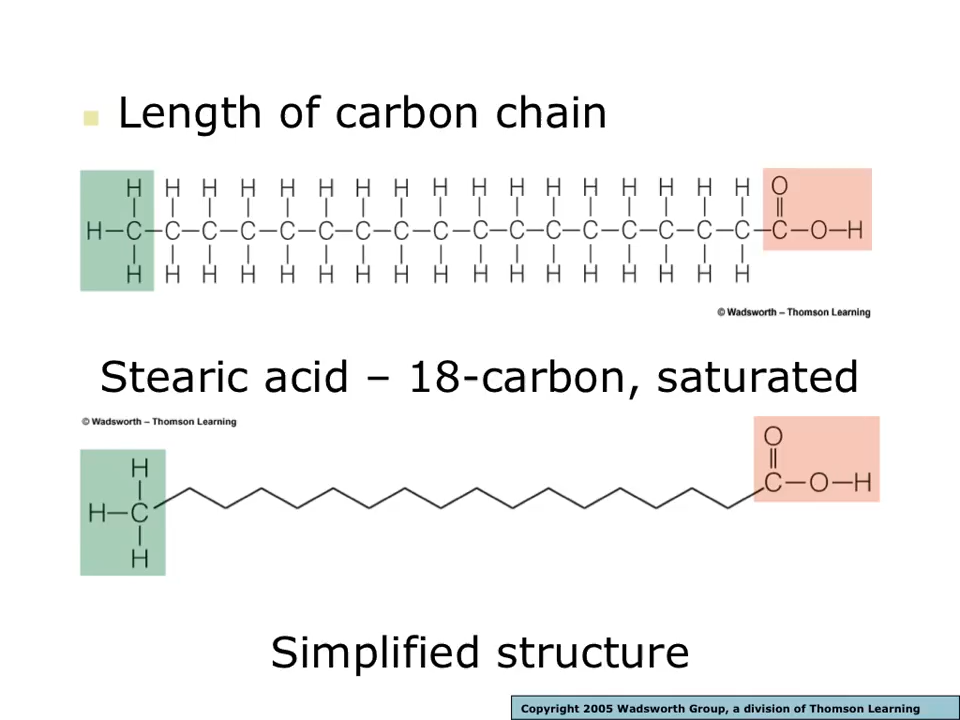 Length of carbon chain
H H H H H H H H H H H H H H H H H O
H–C–C–C–C–C–C–C–C–C–C–C–C–C–C–C–C–C–C–O–H
H H H H H H H H H H H H H H H H H
© Wadsworth – Thomson Learning
Stearic acid – 18-carbon, saturated
© Wadsworth – Thomson Learning
O
H
C–O–H
H–C
H
Simplified structure
Copyright 2005 Wadsworth Group, a division of Thomson Learning